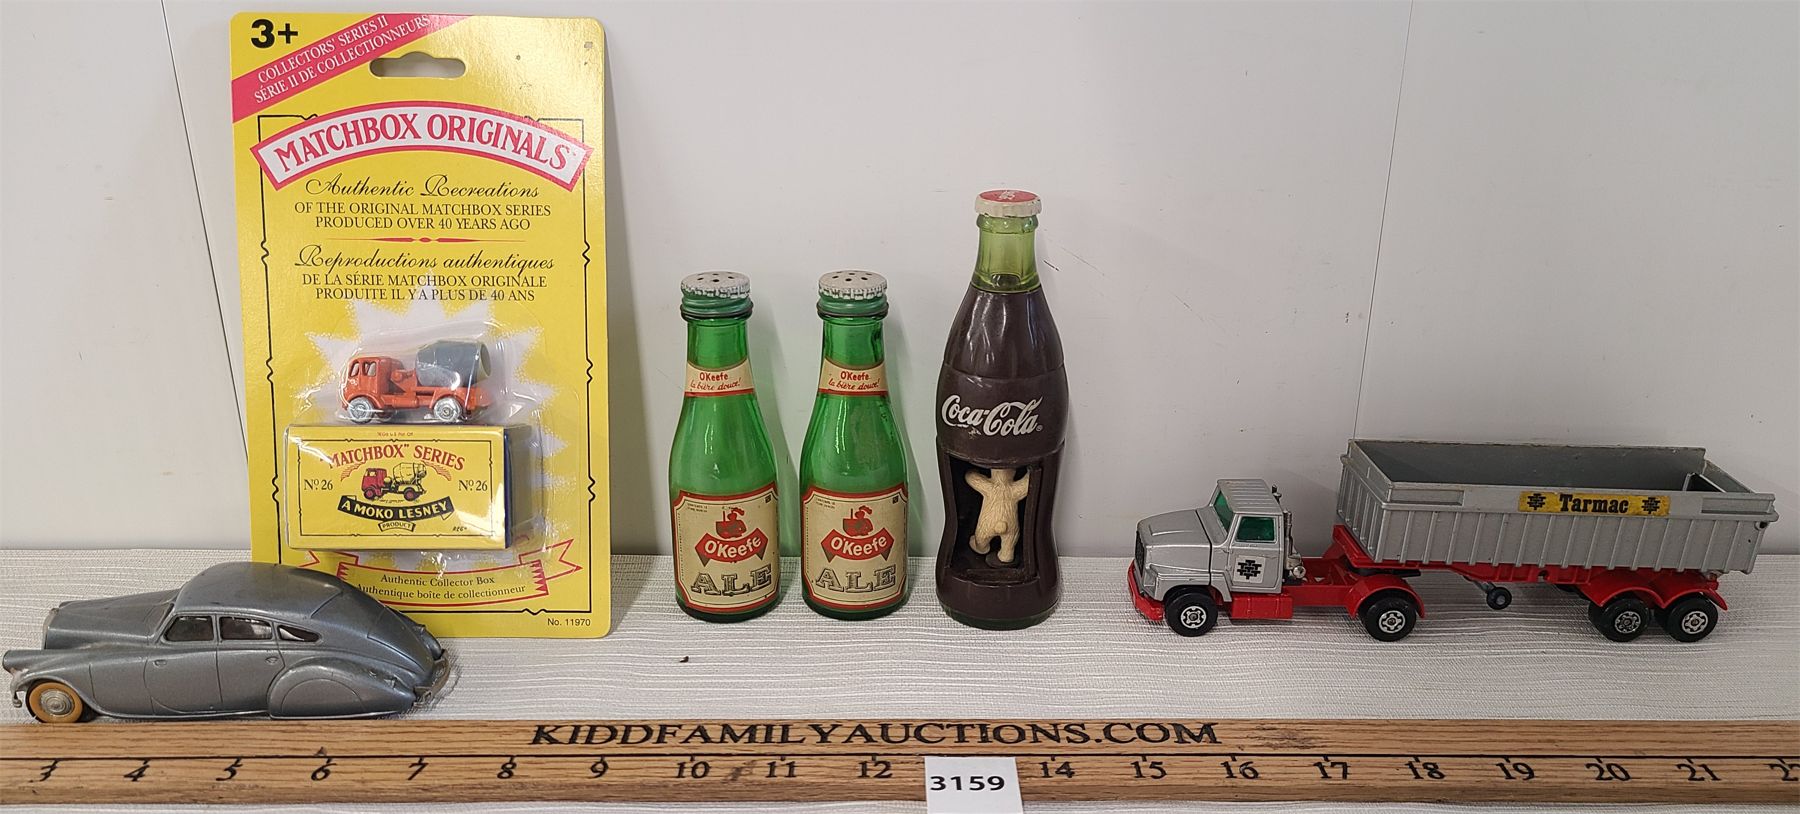 3+
COLLECTORS' SERIES II
SÉRIE II DE COLLECTIONNEURS
MATCHBOX ORIGINALS
Authentic Recreations
OF THE ORIGINAL MATCHBOX SERIES
PRODUCED OVER 40 YEARS AGO
Reproductions authentiques
DE LA SÉRIE MATCHBOX ORIGINALE
PRODUITE IL Y A PLUS DE 40 ANS
"MATCHBOX" SERIES
Nº 26
Nº 26
A MOKO LESNEY
PRODUCT
Authentic Collector Box
Authentique boîte de collectionneur
No. 11970
O'Keefe
la bière douce!
O'Keefe
ALE
O'Keefe
la bière douce!
O'Keefe
ALE
Coca-Cola
Tarmac
KIDDFAMILYAUCTIONS.COM
3 4 5 6 7 8 9 10 11 12 14 15 16 17 18 19 20 21
3159